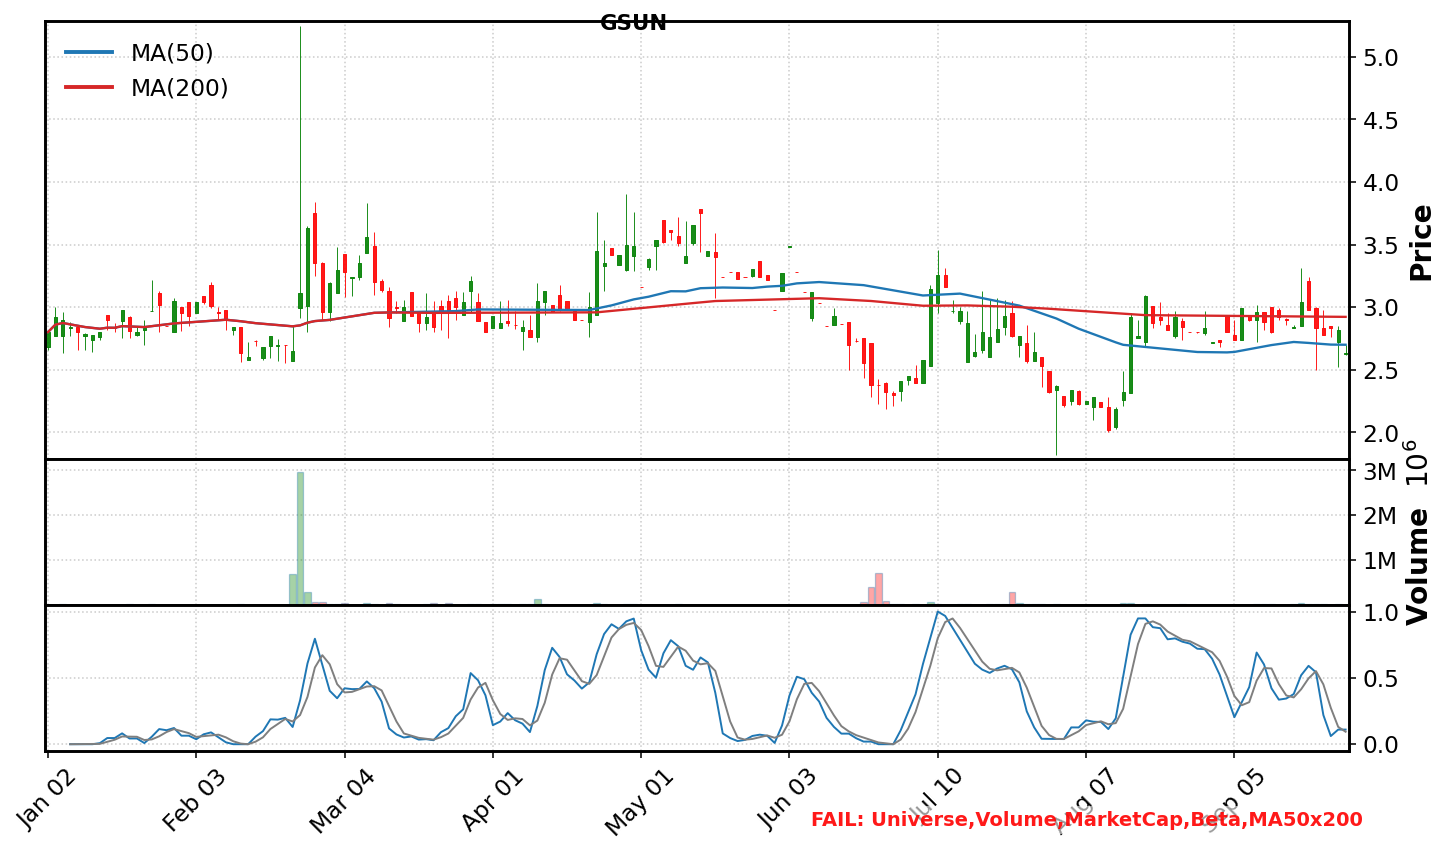 GSUN
MA(50)
MA(200)
5.0
4.5
4.0
3.5
3.0
2.5
2.0
Price
3M
2M
1M
Volume 10⁶
1.0
0.5
0.0
Jan 02
Feb 03
Mar 04
Apr 01
May 01
Jun 03
Jul 10
Aug 07
Sep 05
FAIL: Universe,Volume,MarketCap,Beta,MA50x200